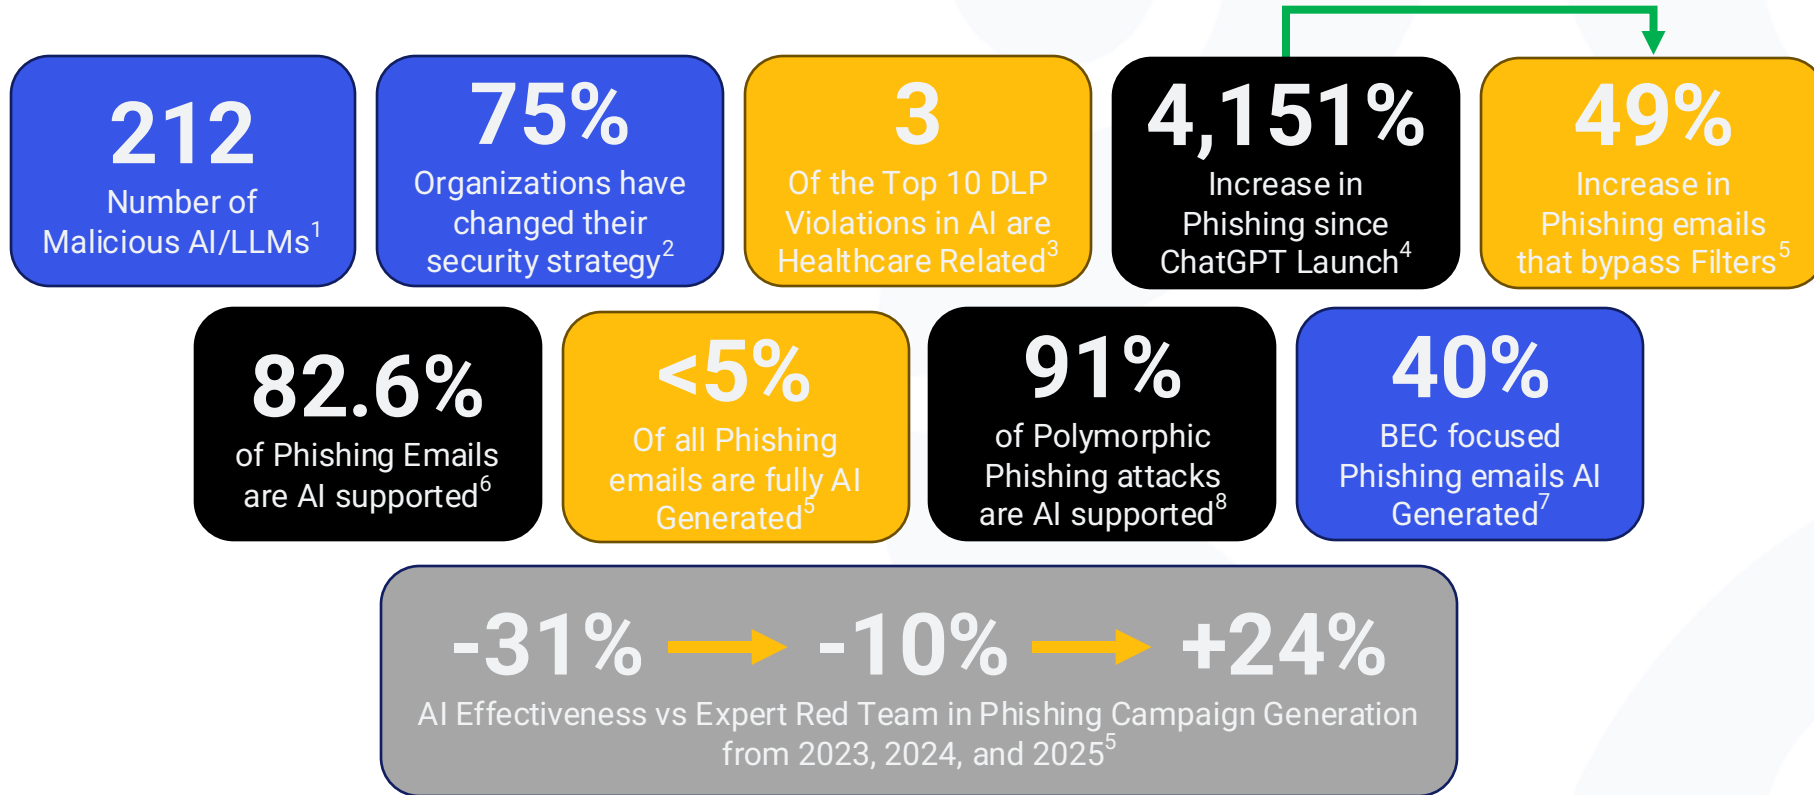 212
Number of
Malicious AI/LLMs1
75%
Organizations have
changed their
security strategy2
3
Of the Top 10 DLP
Violations in AI are
Healthcare Related3
4,151%
Increase in
Phishing since
ChatGPT Launch4
49%
Increase in
Phishing emails
that bypass Filters5
82.6%
of Phishing Emails
are AI supported6
<5%
Of all Phishing
emails are fully AI
Generated5
91%
of Polymorphic
Phishing attacks
are AI supported8
40%
BEC focused
Phishing emails AI
Generated7
-31% -10% +24%
AI Effectiveness vs Expert Red Team in Phishing Campaign Generation
from 2023, 2024, and 20255